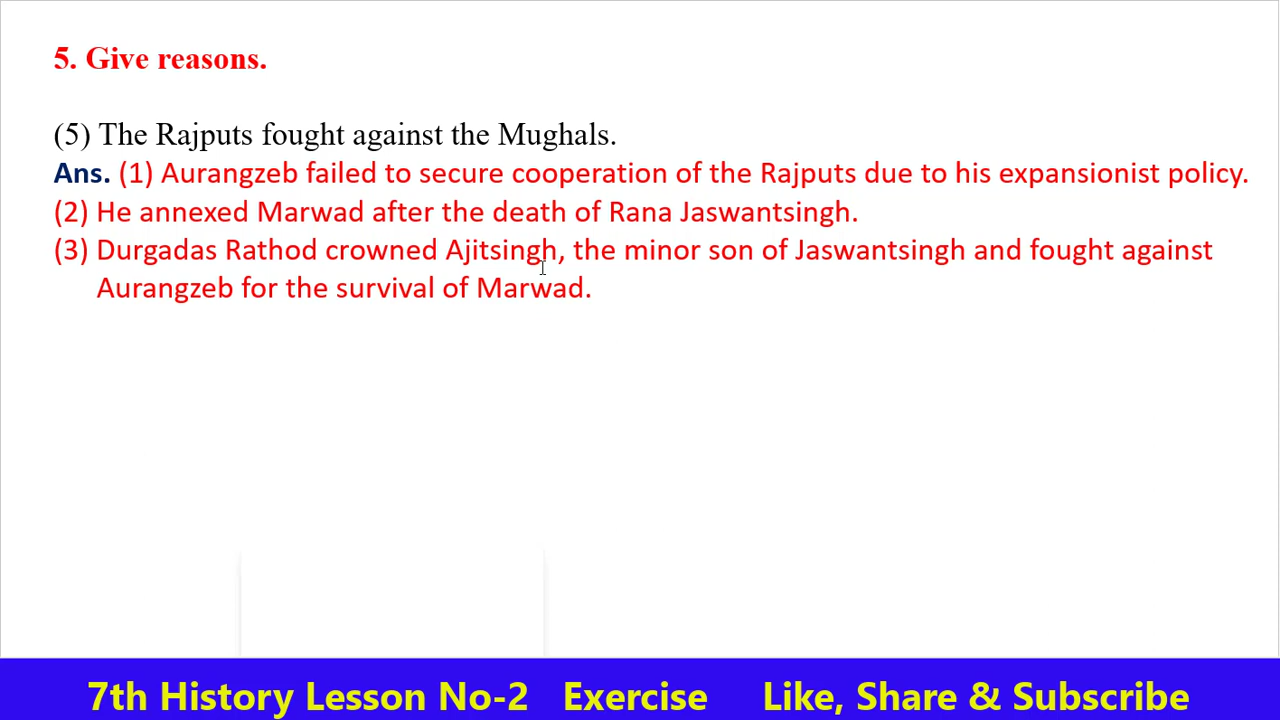 5. Give reasons.
(5) The Rajputs fought against the Mughals.
Ans. (1) Aurangzeb failed to secure cooperation of the Rajputs due to his expansionist policy.
(2) He annexed Marwad after the death of Rana Jaswantsingh.
(3) Durgadas Rathod crowned Ajitsingh, the minor son of Jaswantsingh and fought against
Aurangzeb for the survival of Marwad.
7th History Lesson No-2 Exercise Like, Share & Subscribe